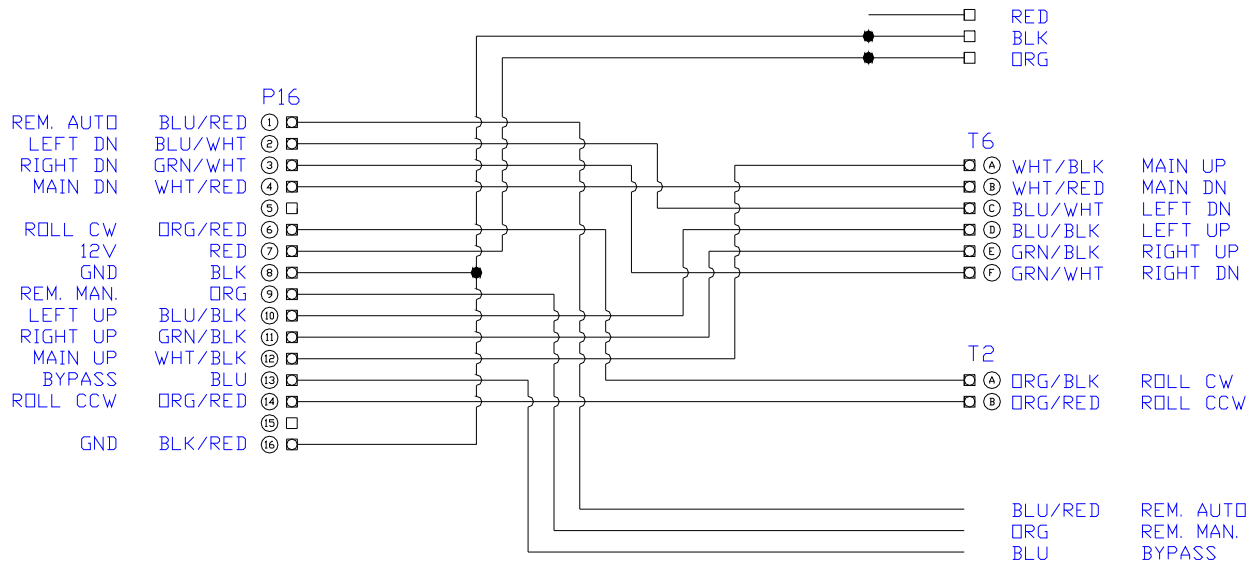 RED
BLK
ORG
P16
REM. AUTO BLU/RED 1
LEFT DN BLU/WHT 2
RIGHT DN GRN/WHT 3
MAIN DN WHT/RED 4
5
ROLL CW ORG/RED 6
12V RED 7
GND BLK 8
REM. MAN. ORG 9
LEFT UP BLU/BLK 10
RIGHT UP GRN/BLK 11
MAIN UP WHT/BLK 12
BYPASS BLU 13
ROLL CCW ORG/RED 14
15
GND BLK/RED 16
T6
A WHT/BLK MAIN UP
B WHT/RED MAIN DN
C BLU/WHT LEFT DN
D BLU/BLK LEFT UP
E GRN/BLK RIGHT UP
F GRN/WHT RIGHT DN
T2
A ORG/BLK ROLL CW
B ORG/RED ROLL CCW
BLU/RED REM. AUTO
ORG REM. MAN.
BLU BYPASS